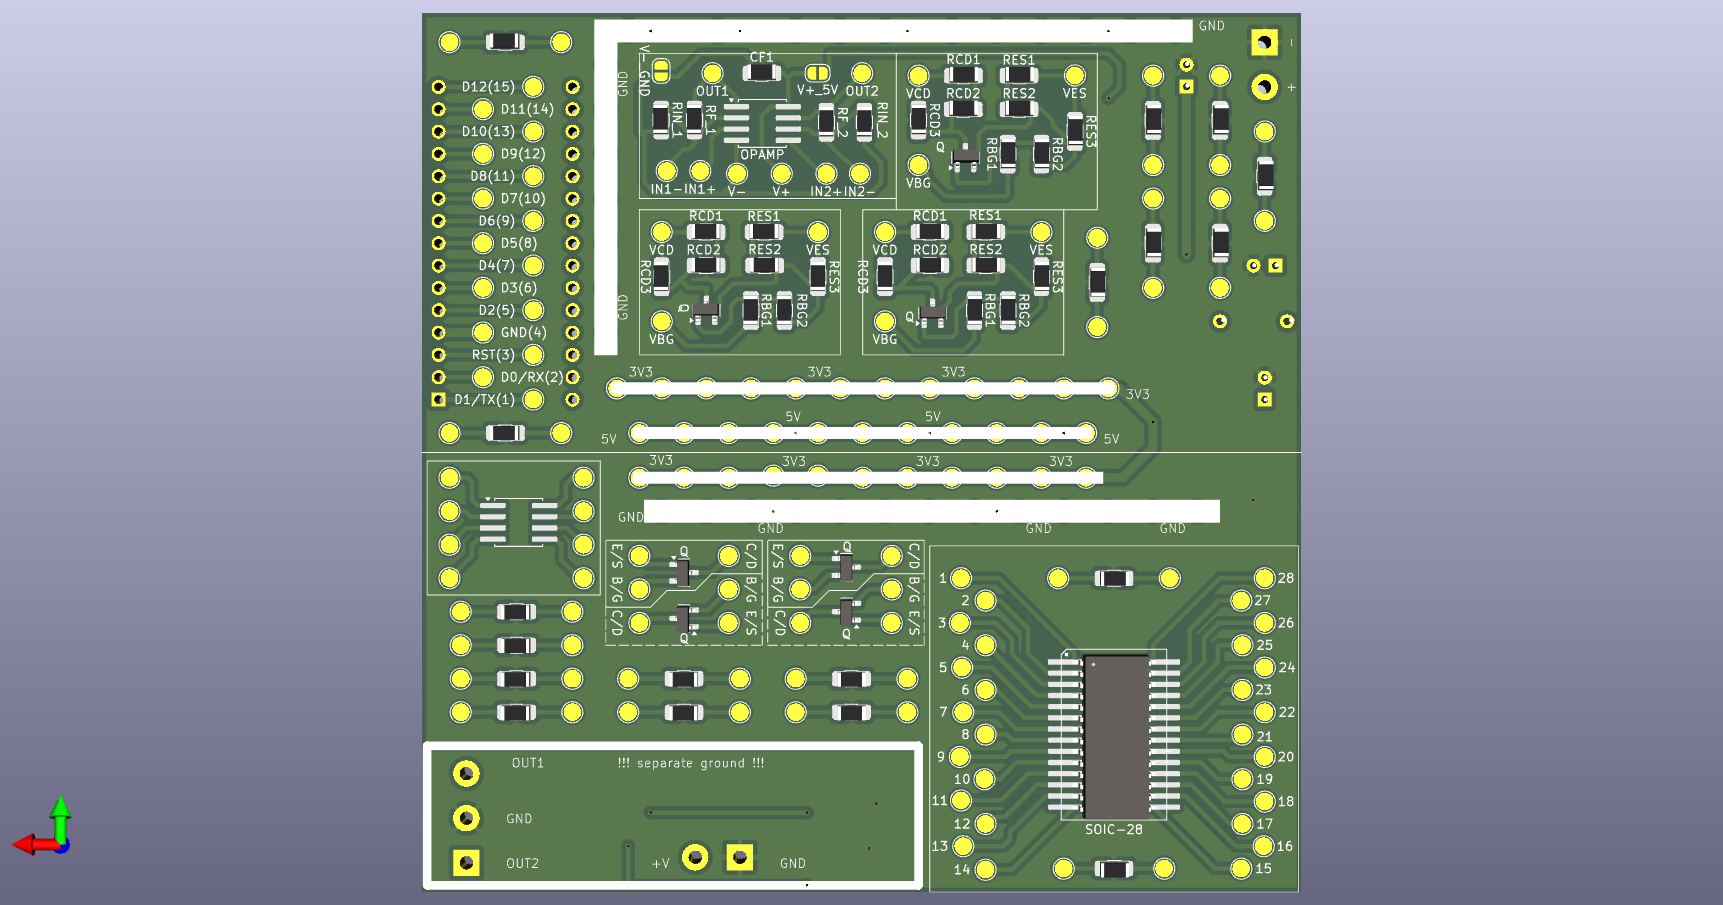 GND
−
+
D12(15)
D11(14)
D10(13)
D9(12)
D8(11)
D7(10)
D6(9)
D5(8)
D4(7)
D3(6)
D2(5)
GND(4)
RST(3)
D0/RX(2)
D1/TX(1)
GND
GND
V- GND
OUT1
CF1
V+_5V
OUT2
RIN_1
RF_1
RF_2
RIN_2
OPAMP
IN1-
IN1+
V-
V+
IN2+
IN2-
RCD1
RES1
VCD
RCD2
RES2
VES
RCD3
Q
RBG1
RBG2
RES3
VBG
RCD1
RES1
VCD
RCD2
RES2
VES
RCD3
Q
RBG1
RBG2
RES3
VBG
RCD1
RES1
VCD
RCD2
RES2
VES
RCD3
Q
RBG1
RBG2
RES3
VBG
3V3
3V3
3V3
3V3
5V
5V
5V
5V
3V3
3V3
3V3
3V3
GND
GND
GND
GND
E/S
Q
C/D
B/G
B/G
C/D
Q
E/S
E/S
Q
C/D
B/G
B/G
C/D
Q
E/S
1
2
3
4
5
6
7
8
9
10
11
12
13
14
28
27
26
25
24
23
22
21
20
19
18
17
16
15
SOIC-28
OUT1
!!! separate ground !!!
GND
OUT2
+V
GND